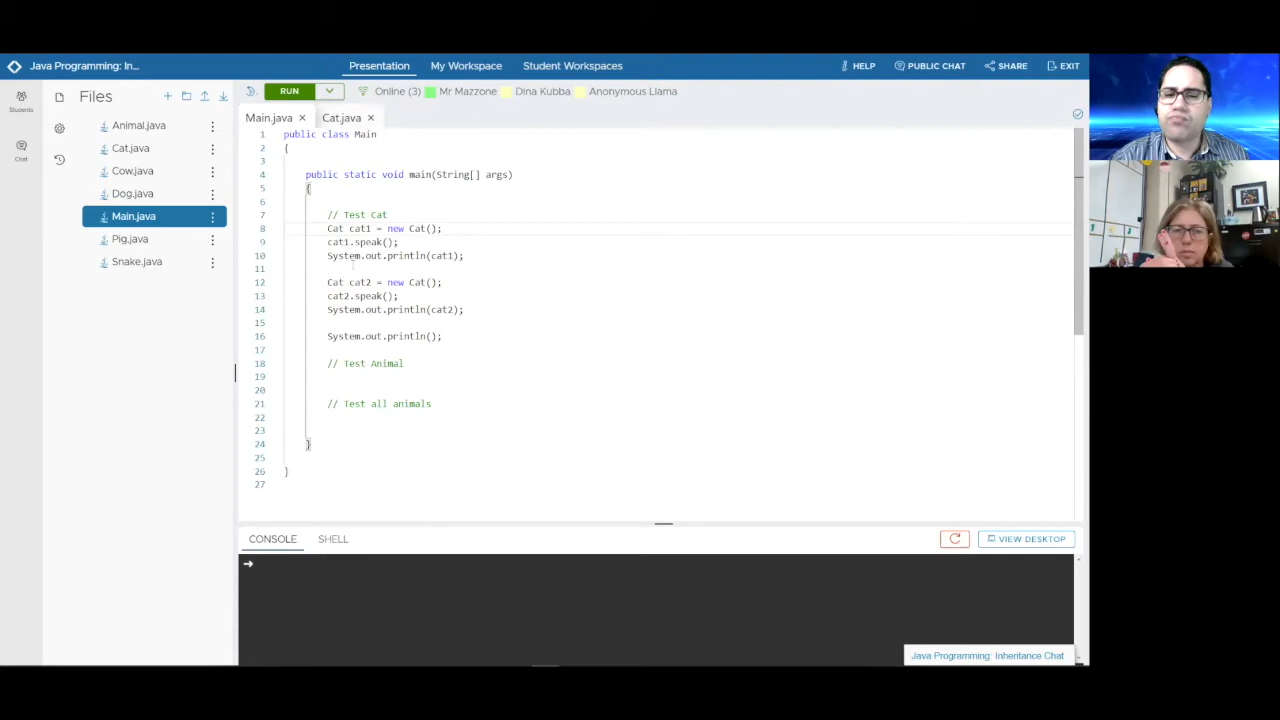 Java Programming: In...
Presentation
My Workspace
Student Workspaces
HELP
PUBLIC CHAT
SHARE
EXIT
Students
Chat
Files
Animal.java
Cat.java
Cow.java
Dog.java
Main.java
Pig.java
Snake.java
RUN
Online (3) Mr Mazzone Dina Kubba Anonymous Llama
Main.java Cat.java
1 public class Main
2 {
3
4 public static void main(String[] args)
5 {
6
7 // Test Cat
8 Cat cat1 = new Cat();
9 cat1.speak();
10 System.out.println(cat1);
11
12 Cat cat2 = new Cat();
13 cat2.speak();
14 System.out.println(cat2);
15
16 System.out.println();
17
18 // Test Animal
19
20
21 // Test all animals
22
23
24 }
25
26 }
27
CONSOLE SHELL
VIEW DESKTOP
Java Programming: Inheritance Chat